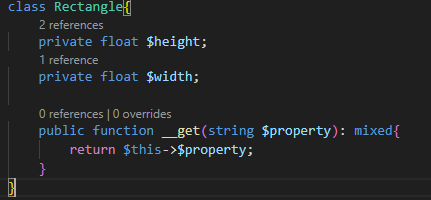 class Rectangle{
2 references
private float $height;
1 reference
private float $width;
0 references | 0 overrides
public function __get(string $property): mixed{
return $this->$property;
}
}